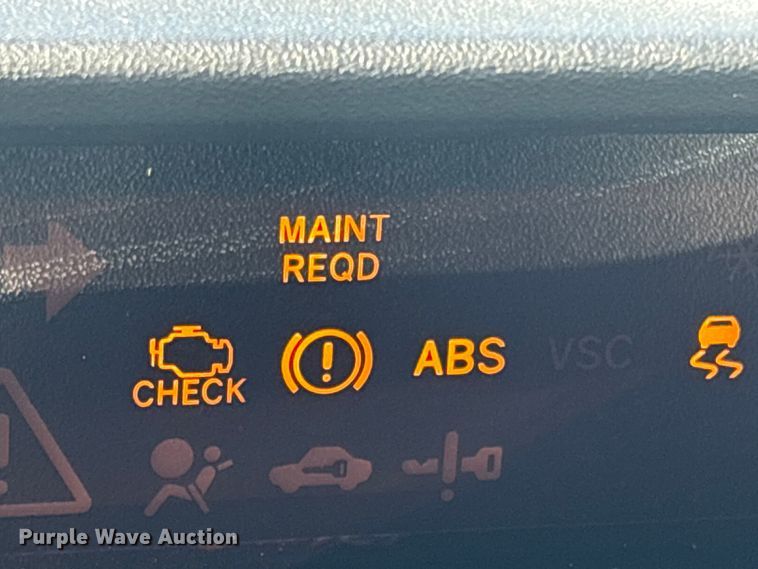 MAINT
REQD
CHECK
ABS
VSC
Purple Wave Auction